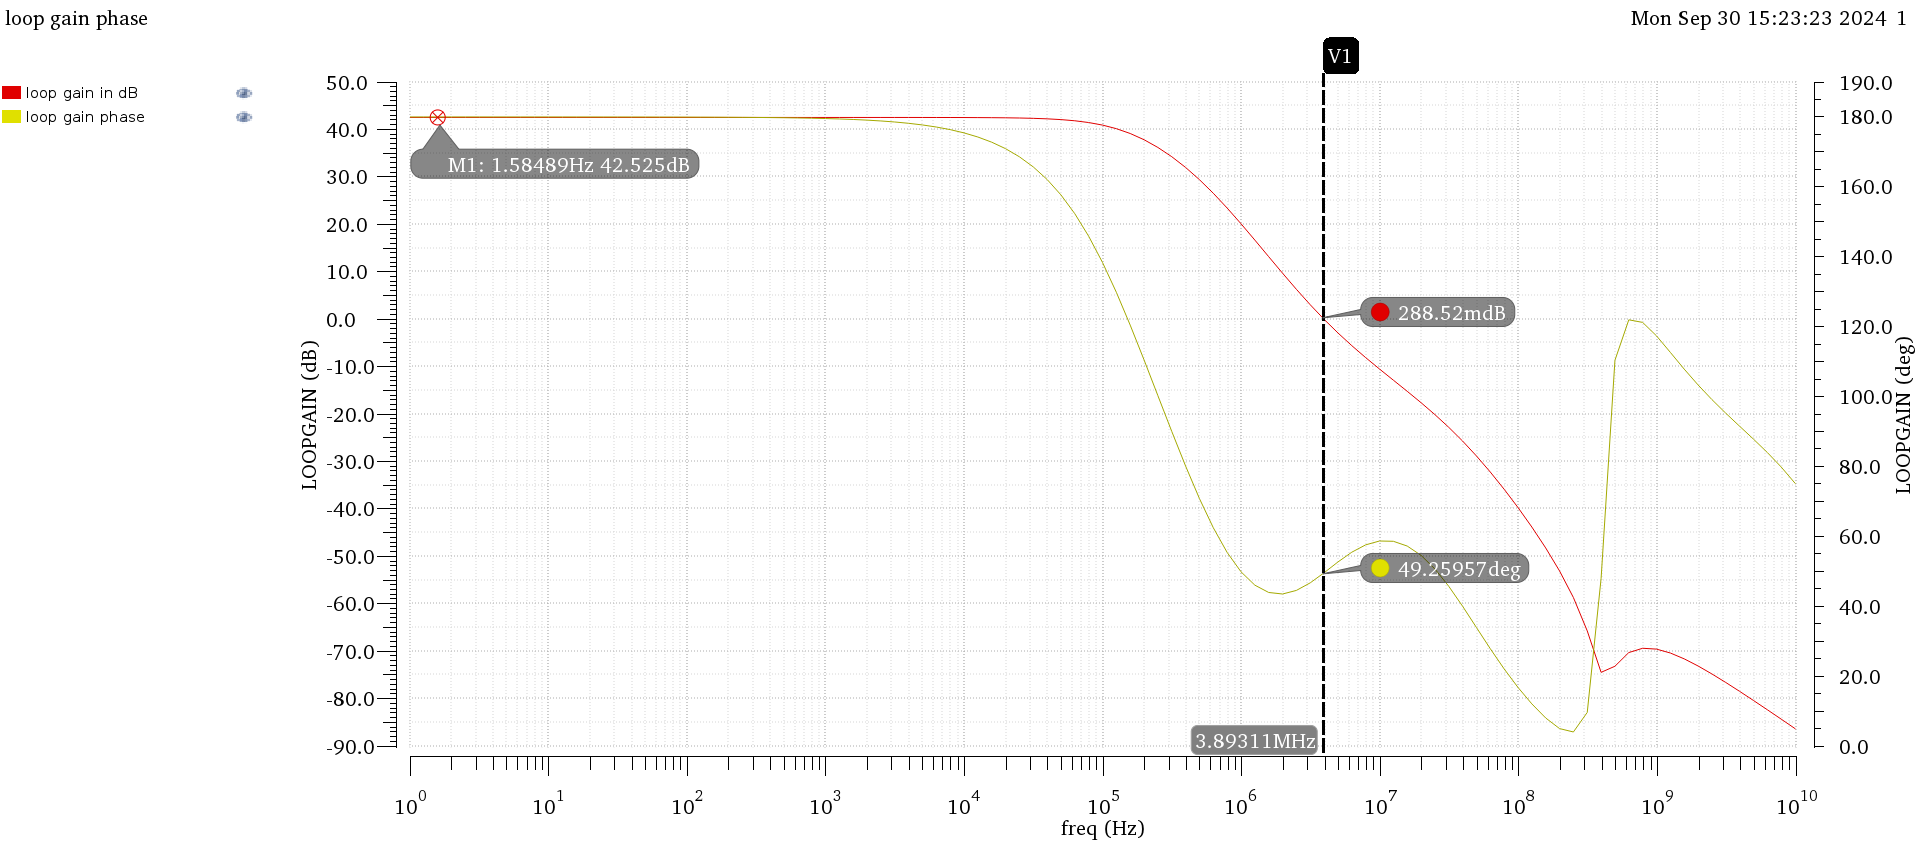 loop gain phase
Mon Sep 30 15:23:23 2024 1
V1
loop gain in dB
loop gain phase
50.0
40.0
30.0
20.0
10.0
0.0
-10.0
-20.0
-30.0
-40.0
-50.0
-60.0
-70.0
-80.0
-90.0
LOOPGAIN (dB)
M1: 1.58489Hz 42.525dB
288.52mdB
49.25957deg
3.89311MHz
190.0
180.0
160.0
140.0
120.0
100.0
80.0
60.0
40.0
20.0
0.0
LOOPGAIN (deg)
10^0 10^1 10^2 10^3 10^4 10^5 10^6 10^7 10^8 10^9 10^10
freq (Hz)